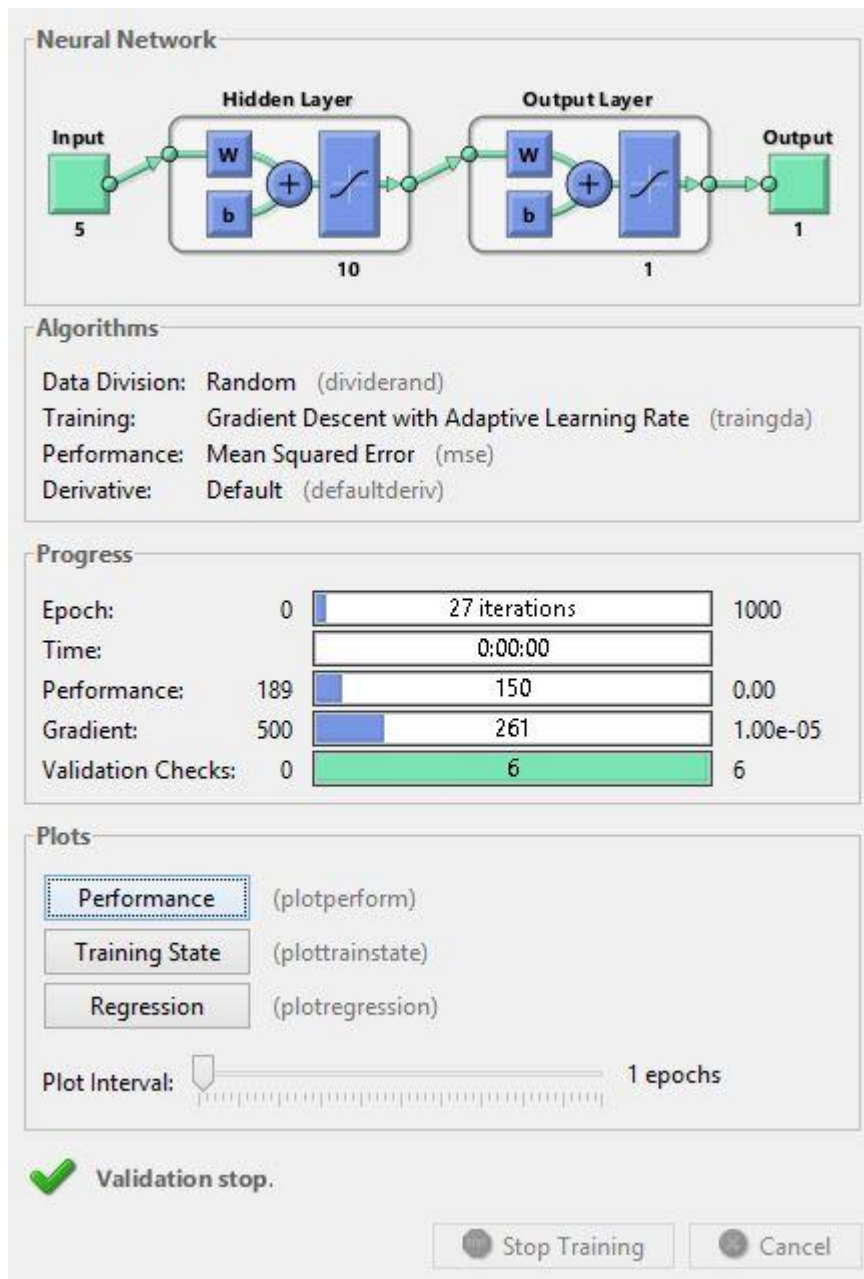 Neural Network
Hidden Layer
Output Layer
Input
W
b
+
W
b
+
Output
5
10
1
1
Algorithms
Data Division: Random (dividerand)
Training: Gradient Descent with Adaptive Learning Rate (traingda)
Performance: Mean Squared Error (mse)
Derivative: Default (defaultderiv)
Progress
Epoch: 0 27 iterations 1000
Time: 0:00:00
Performance: 189 150 0.00
Gradient: 500 261 1.00e-05
Validation Checks: 0 6 6
Plots
Performance (plotperform)
Training State (plottrainstate)
Regression (plotregression)
Plot Interval: 1 epochs
Validation stop.
Stop Training Cancel